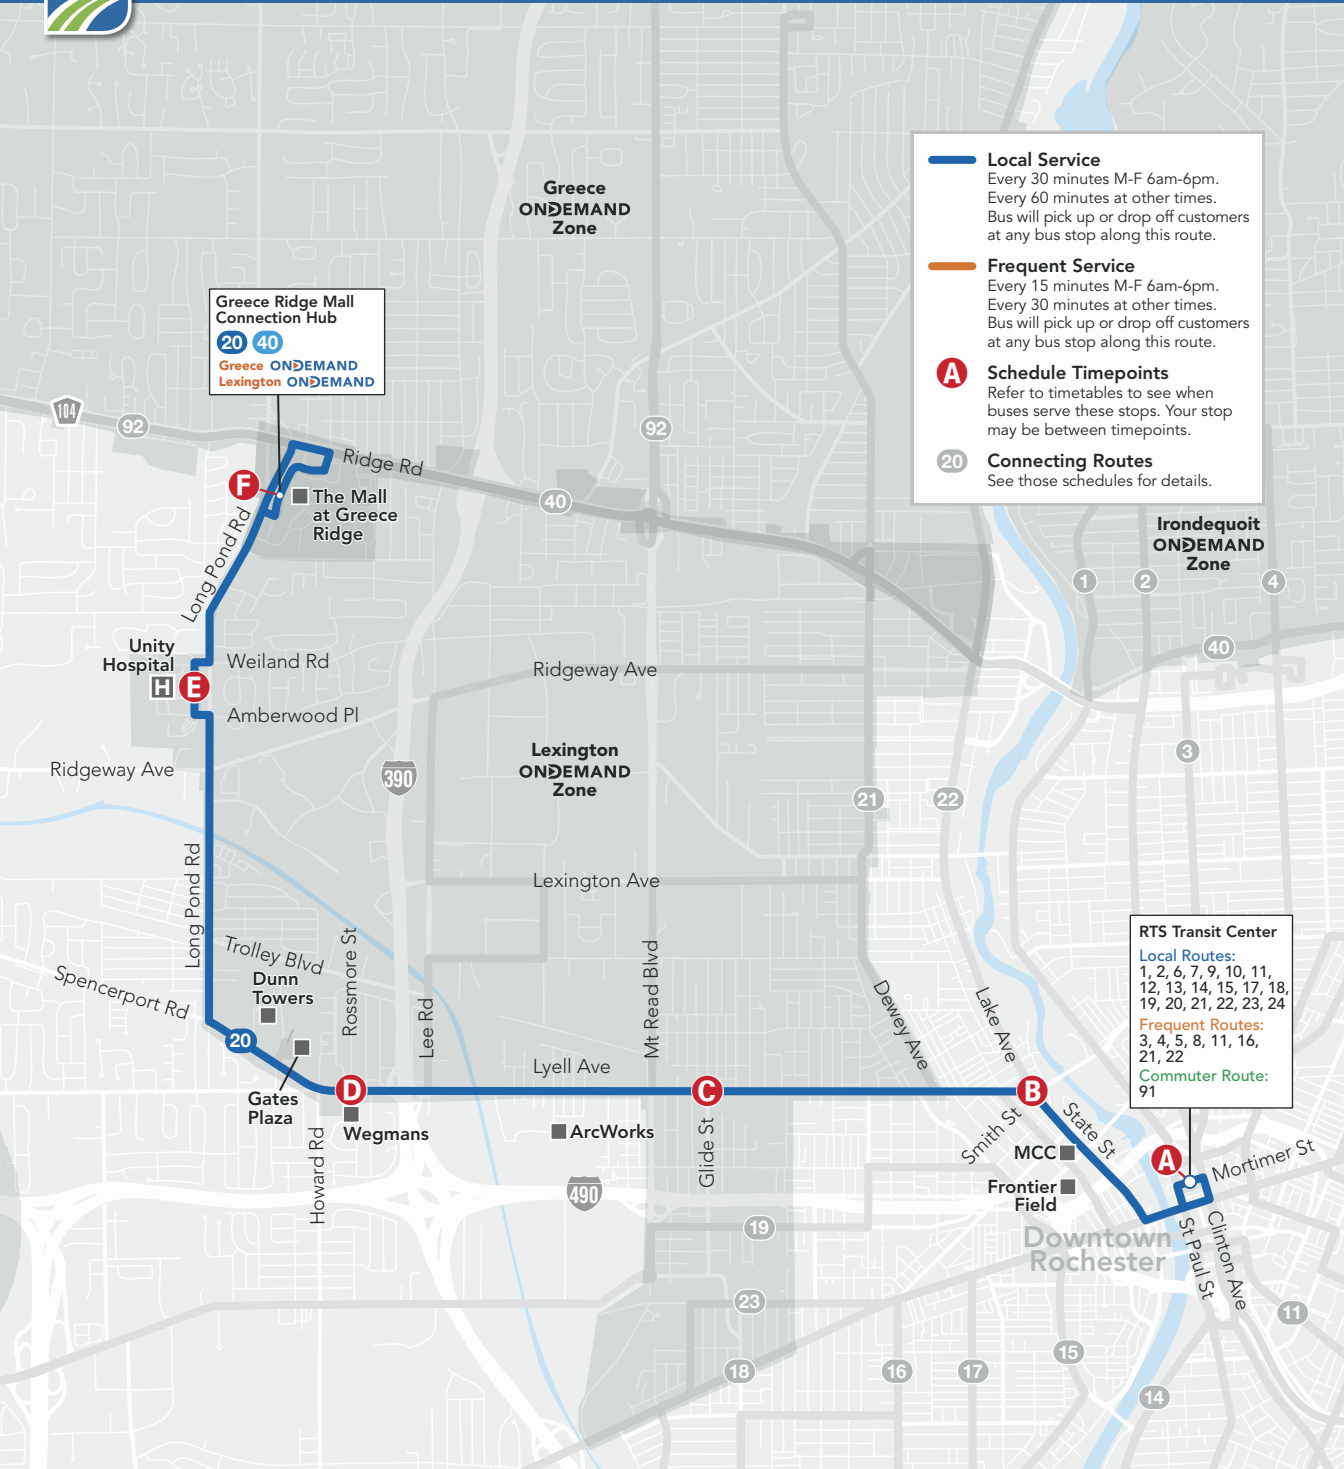 Local Service
Every 30 minutes M-F 6am-6pm.
Every 60 minutes at other times.
Bus will pick up or drop off customers
at any bus stop along this route.
Frequent Service
Every 15 minutes M-F 6am-6pm.
Every 30 minutes at other times.
Bus will pick up or drop off customers
at any bus stop along this route.
A
Schedule Timepoints
Refer to timetables to see when
buses serve these stops. Your stop
may be between timepoints.
20
Connecting Routes
See those schedules for details.
Greece
ONDEMAND
Zone
Greece Ridge Mall
Connection Hub
20 40
Greece ONDEMAND
Lexington ONDEMAND
104
92
92
Ridge Rd
F
The Mall
at Greece
Ridge
40
Long Pond Rd
Irondequoit
ONDEMAND
Zone
1
2
4
40
Unity
Hospital
H
E
Weiland Rd
Amberwood Pl
Ridgeway Ave
Ridgeway Ave
Lexington
ONDEMAND
Zone
390
3
21
22
Long Pond Rd
Lexington Ave
Trolley Blvd
Spencerport Rd
Dunn
Towers
Rossmore St
Lee Rd
Mt Read Blvd
Dewey Ave
Lake Ave
RTS Transit Center
Local Routes:
1, 2, 6, 7, 9, 10, 11,
12, 13, 14, 15, 17, 18,
19, 20, 21, 22, 23, 24
Frequent Routes:
3, 4, 5, 8, 11, 16,
21, 22
Commuter Route:
91
20
Lyell Ave
Gates
Plaza
D
C
B
Wegmans
ArcWorks
Howard Rd
Glide St
Smith St
State St
MCC
A
Mortimer St
Frontier
Field
490
Downtown
Rochester
St Paul St
Clinton Ave
19
23
11
18
16
17
15
14